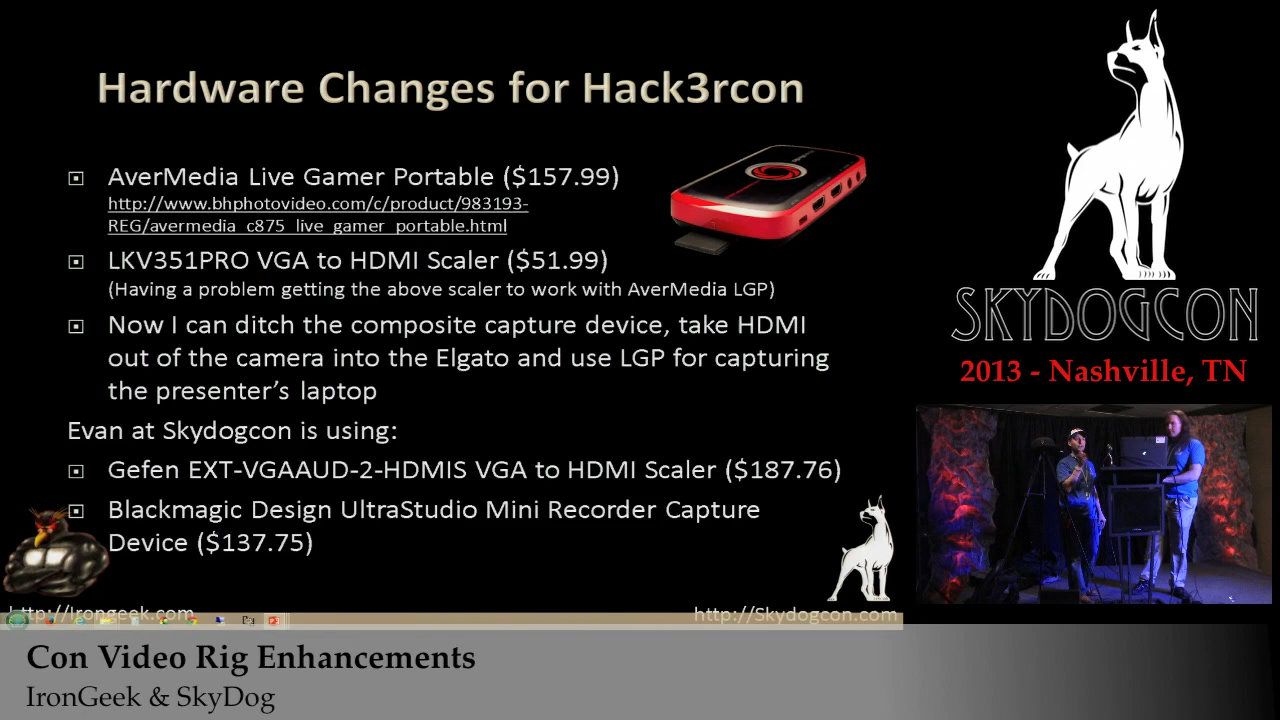 Hardware Changes for Hack3rcon
AverMedia Live Gamer Portable ($157.99)
http://www.bhphotovideo.com/c/product/983193-
REG/avermedia_c875_live_gamer_portable.html
LKV351PRO VGA to HDMI Scaler ($51.99)
(Having a problem getting the above scaler to work with AverMedia LGP)
Now I can ditch the composite capture device, take HDMI
out of the camera into the Elgato and use LGP for capturing
the presenter’s laptop
Evan at Skydogcon is using:
Gefen EXT-VGAAUD-2-HDMIS VGA to HDMI Scaler ($187.76)
Blackmagic Design UltraStudio Mini Recorder Capture
Device ($137.75)
http://Irongeek.com
http://Skydogcon.com
SKYDOGCON
2013 - Nashville, TN
Con Video Rig Enhancements
IronGeek & SkyDog